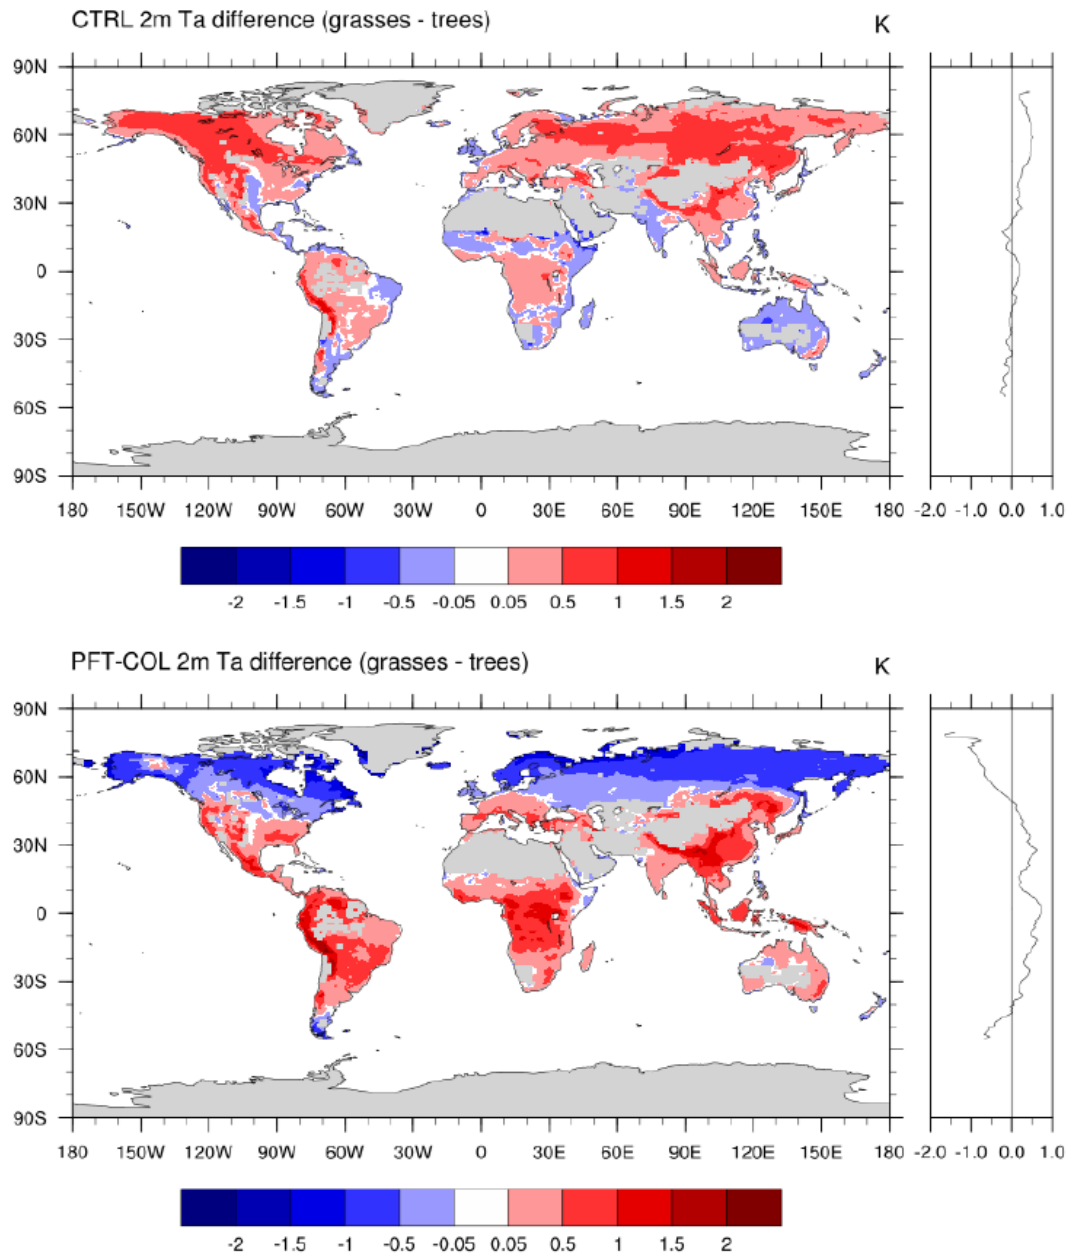 CTRL 2m Ta difference (grasses - trees) K
90N
60N
30N
0
30S
60S
90S
180 150W 120W 90W 60W 30W 0 30E 60E 90E 120E 150E 180 -2.0 -1.0 0.0 1.0
-2 -1.5 -1 -0.5 -0.05 0.05 0.5 1 1.5 2
PFT-COL 2m Ta difference (grasses - trees) K
90N
60N
30N
0
30S
60S
90S
180 150W 120W 90W 60W 30W 0 30E 60E 90E 120E 150E 180 -2.0 -1.0 0.0 1.0
-2 -1.5 -1 -0.5 -0.05 0.05 0.5 1 1.5 2